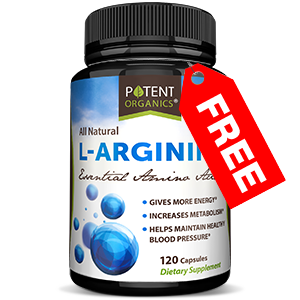 POTENT
ORGANICS®
All Natural
L-ARGININ
Essential Amino A
• GIVES MORE ENERGY*
• INCREASES METABOLISM*
• HELPS MAINTAIN HEALTHY
BLOOD PRESSURE*
120 Capsules
Dietary Supplement
FREE